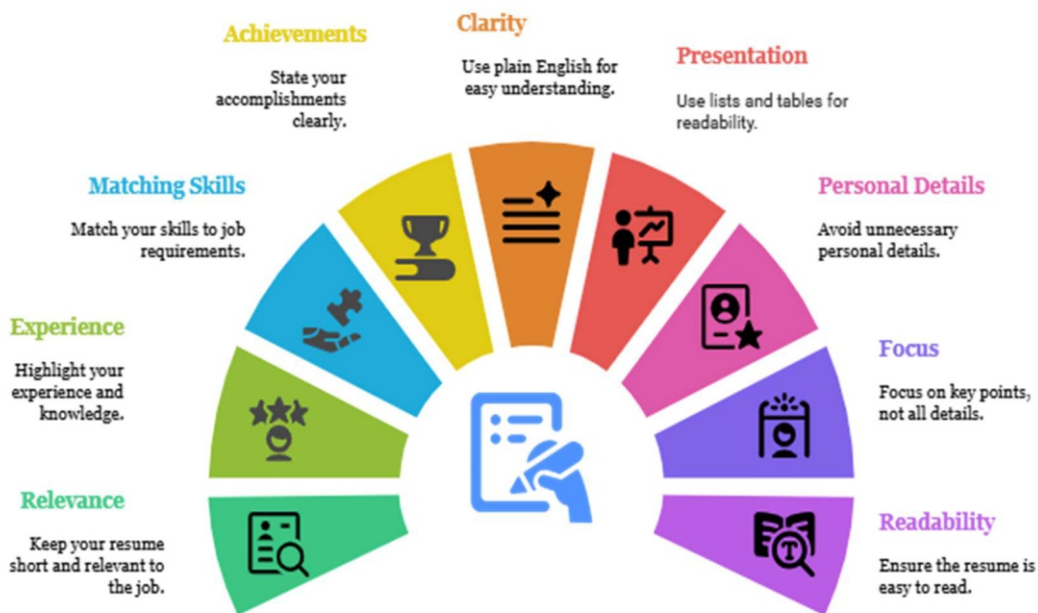 Achievements
State your
accomplishments
clearly.
Clarity
Use plain English for
easy understanding.
Presentation
Use lists and tables for
readability.
Matching Skills
Match your skills to job
requirements.
Personal Details
Avoid unnecessary
personal details.
Experience
Highlight your
experience and
knowledge.
Focus
Focus on key points,
not all details.
Relevance
Keep your resume
short and relevant to
the job.
Readability
Ensure the resume is
easy to read.
T